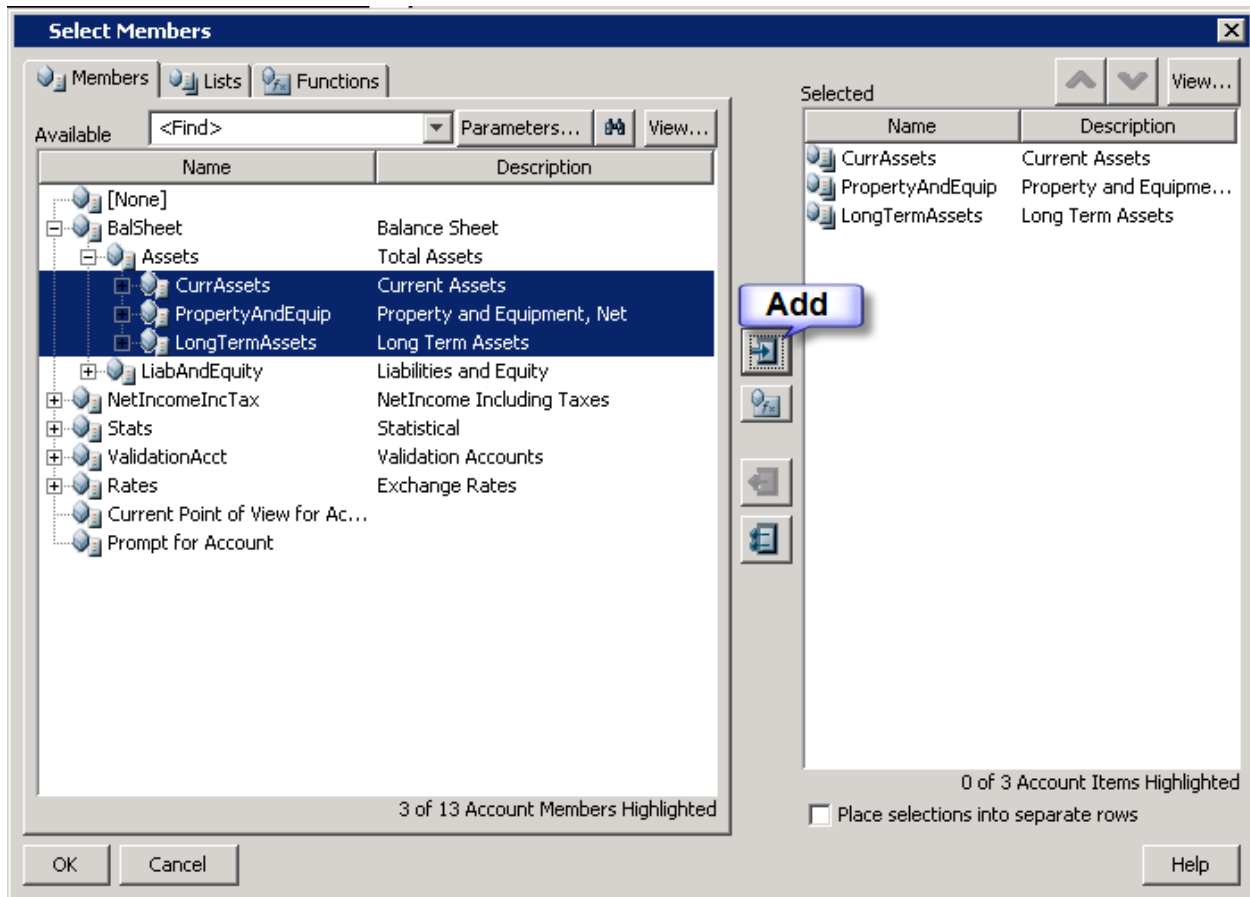 Select Members
Members Lists Functions
Available <Find> Parameters... View...
Name Description
[None]
BalSheet Balance Sheet
Assets Total Assets
CurrAssets Current Assets
PropertyAndEquip Property and Equipment, Net
LongTermAssets Long Term Assets
LiabAndEquity Liabilities and Equity
NetIncomeIncTax NetIncome Including Taxes
Stats Statistical
ValidationAcct Validation Accounts
Rates Exchange Rates
Current Point of View for Ac...
Prompt for Account
3 of 13 Account Members Highlighted
Add
Selected View...
Name Description
CurrAssets Current Assets
PropertyAndEquip Property and Equipme...
LongTermAssets Long Term Assets
0 of 3 Account Items Highlighted
Place selections into separate rows
OK Cancel Help